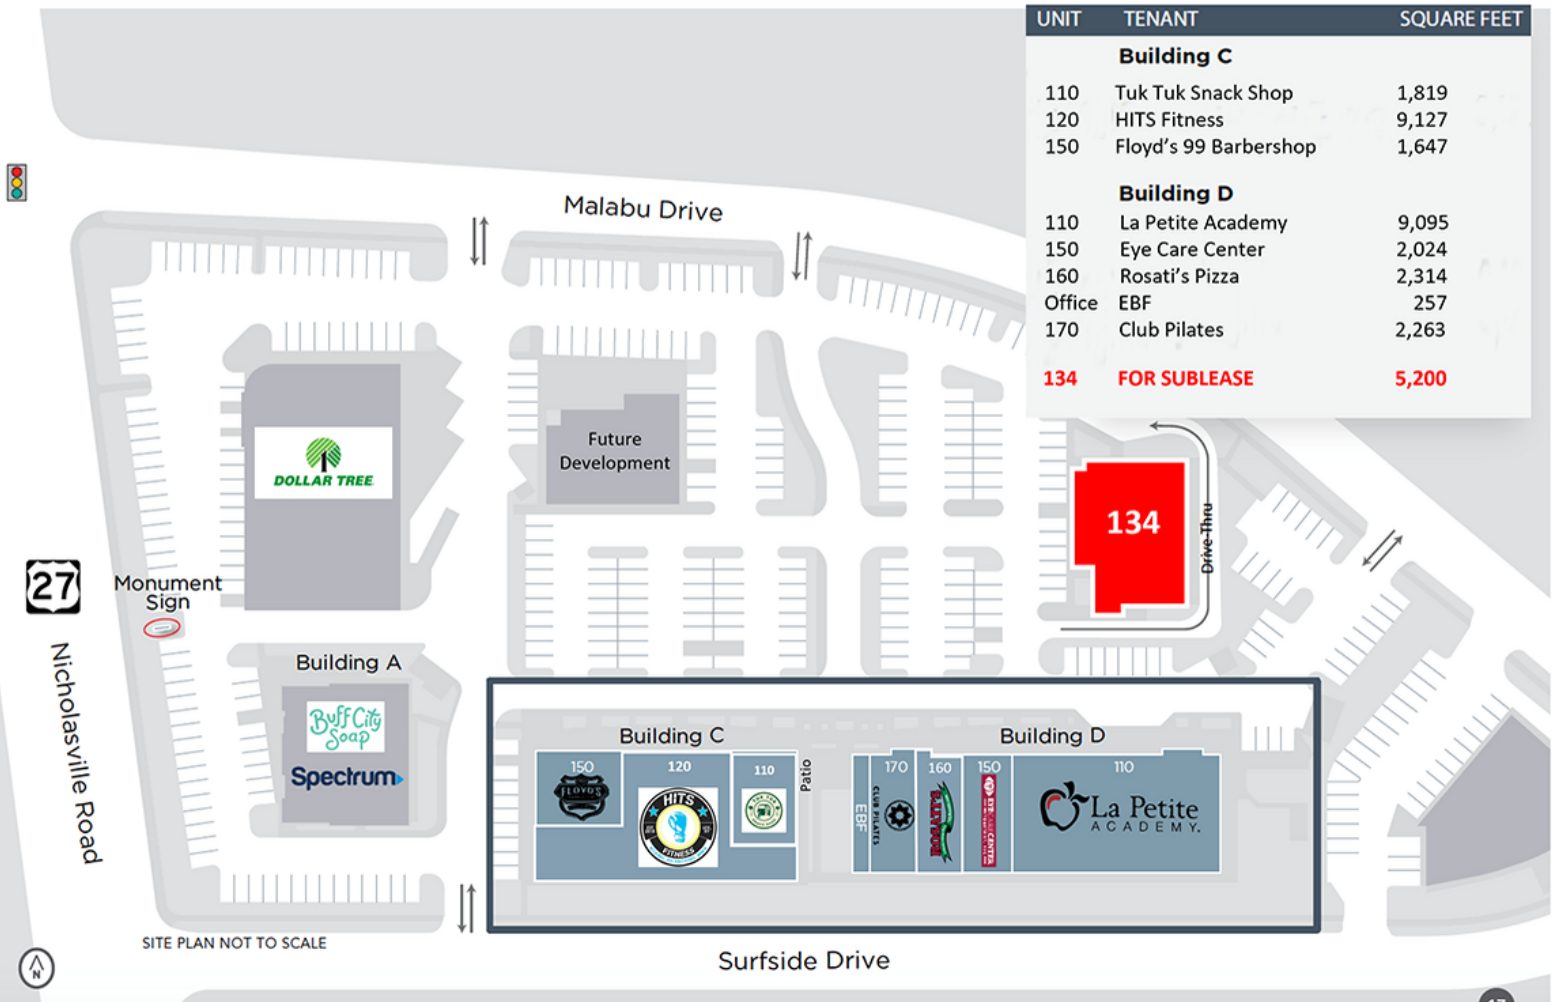 UNIT TENANT SQUARE FEET
Building C
110 Tuk Tuk Snack Shop 1,819
120 HITS Fitness 9,127
150 Floyd's 99 Barbershop 1,647
Building D
110 La Petite Academy 9,095
150 Eye Care Center 2,024
160 Rosati's Pizza 2,314
Office EBF 257
170 Club Pilates 2,263
134 FOR SUBLEASE 5,200
Malabu Drive
DOLLAR TREE
Future
Development
134
Drive-Thru
27
Monument
Sign
Nicholasville Road
Building A
Buff City
Soap
Spectrum
Building C
150
FLOYD'S
120
HITS
FITNESS
110
Patio
Building D
EBF
170
CLUB PILATES
160
ROSATI'S
150
EYE CARE CENTER
110
La Petite
ACADEMY
SITE PLAN NOT TO SCALE
N
Surfside Drive